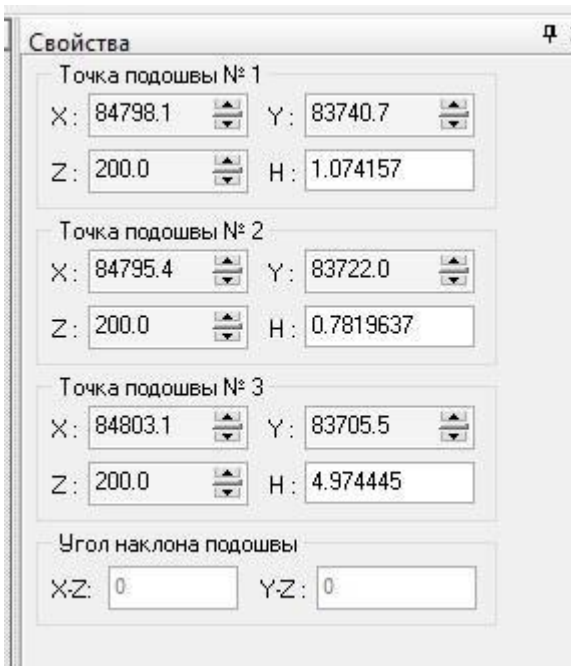 Свойства
Точка подошвы № 1
X: 84798.1 Y: 83740.7
Z: 200.0 H: 1.074157
Точка подошвы № 2
X: 84795.4 Y: 83722.0
Z: 200.0 H: 0.7819637
Точка подошвы № 3
X: 84803.1 Y: 83705.5
Z: 200.0 H: 4.974445
Угол наклона подошвы
X-Z: 0 Y-Z: 0